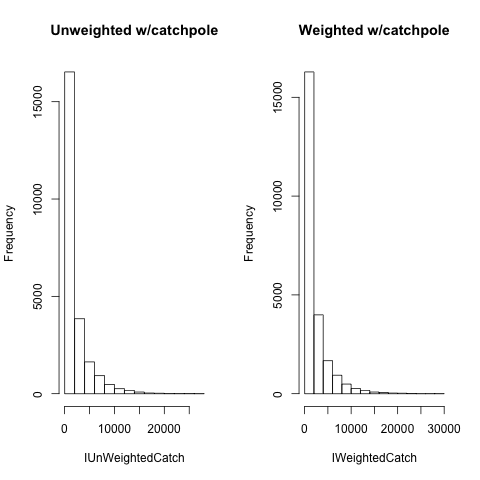 Unweighted w/catchpole
Frequency
15000
10000
5000
0
0 10000 20000
IUnWeightedCatch
Weighted w/catchpole
Frequency
15000
10000
5000
0
0 10000 20000 30000
IWeightedCatch